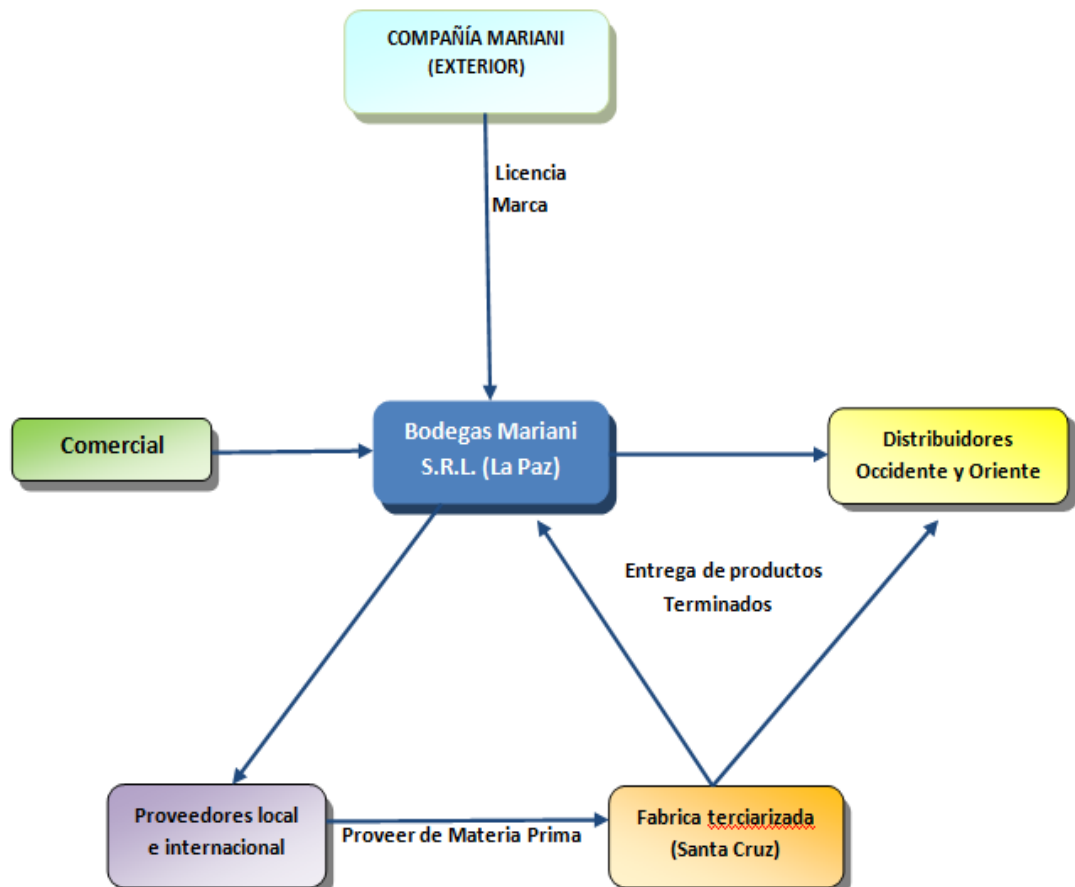 COMPAÑÍA MARIANI
(EXTERIOR)
Licencia
Marca
Comercial
Bodegas Mariani
S.R.L. (La Paz)
Distribuidores
Occidente y Oriente
Entrega de productos
Terminados
Proveedores local
e internacional
Proveer de Materia Prima
Fabrica terciarizada
(Santa Cruz)